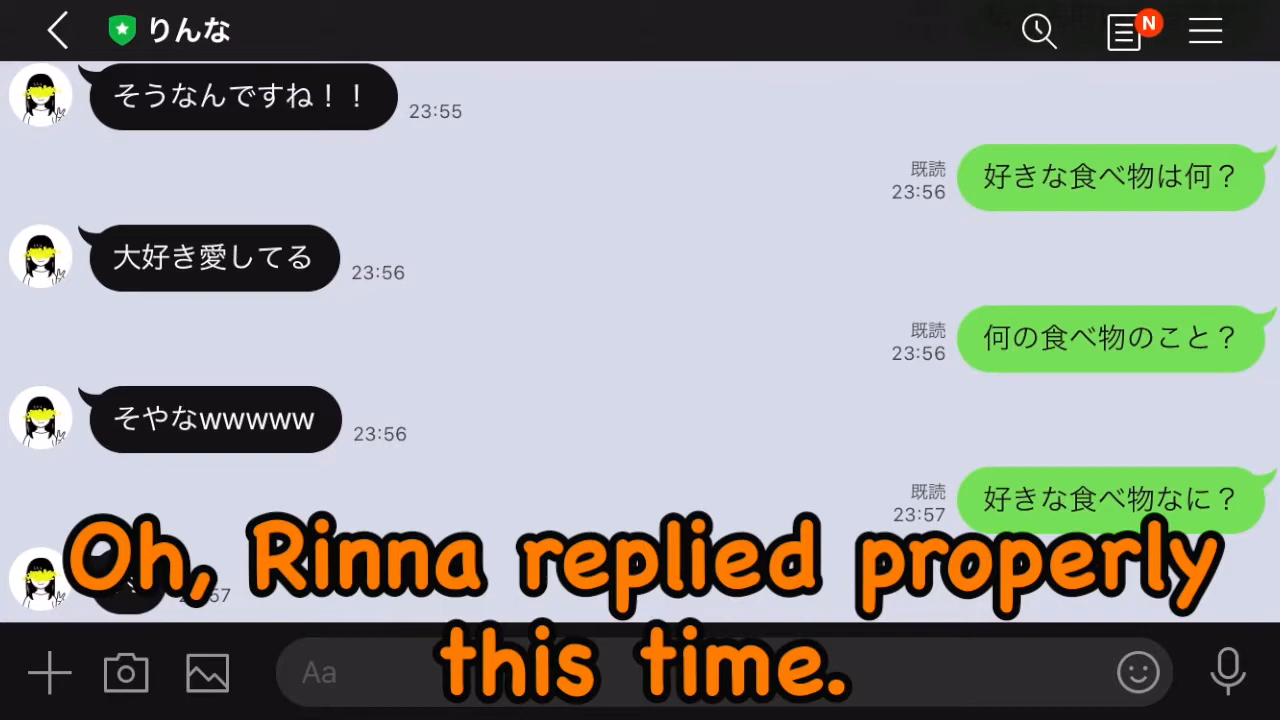 りんな
N
そうなんですね！！
23:55
好きな食べ物は何？
既読
23:56
大好き愛してる
23:56
何の食べ物のこと？
既読
23:56
そやなwwwww
23:56
好きな食べ物なに？
既読
23:57
Oh, Rinna replied properly
this time.
Aa